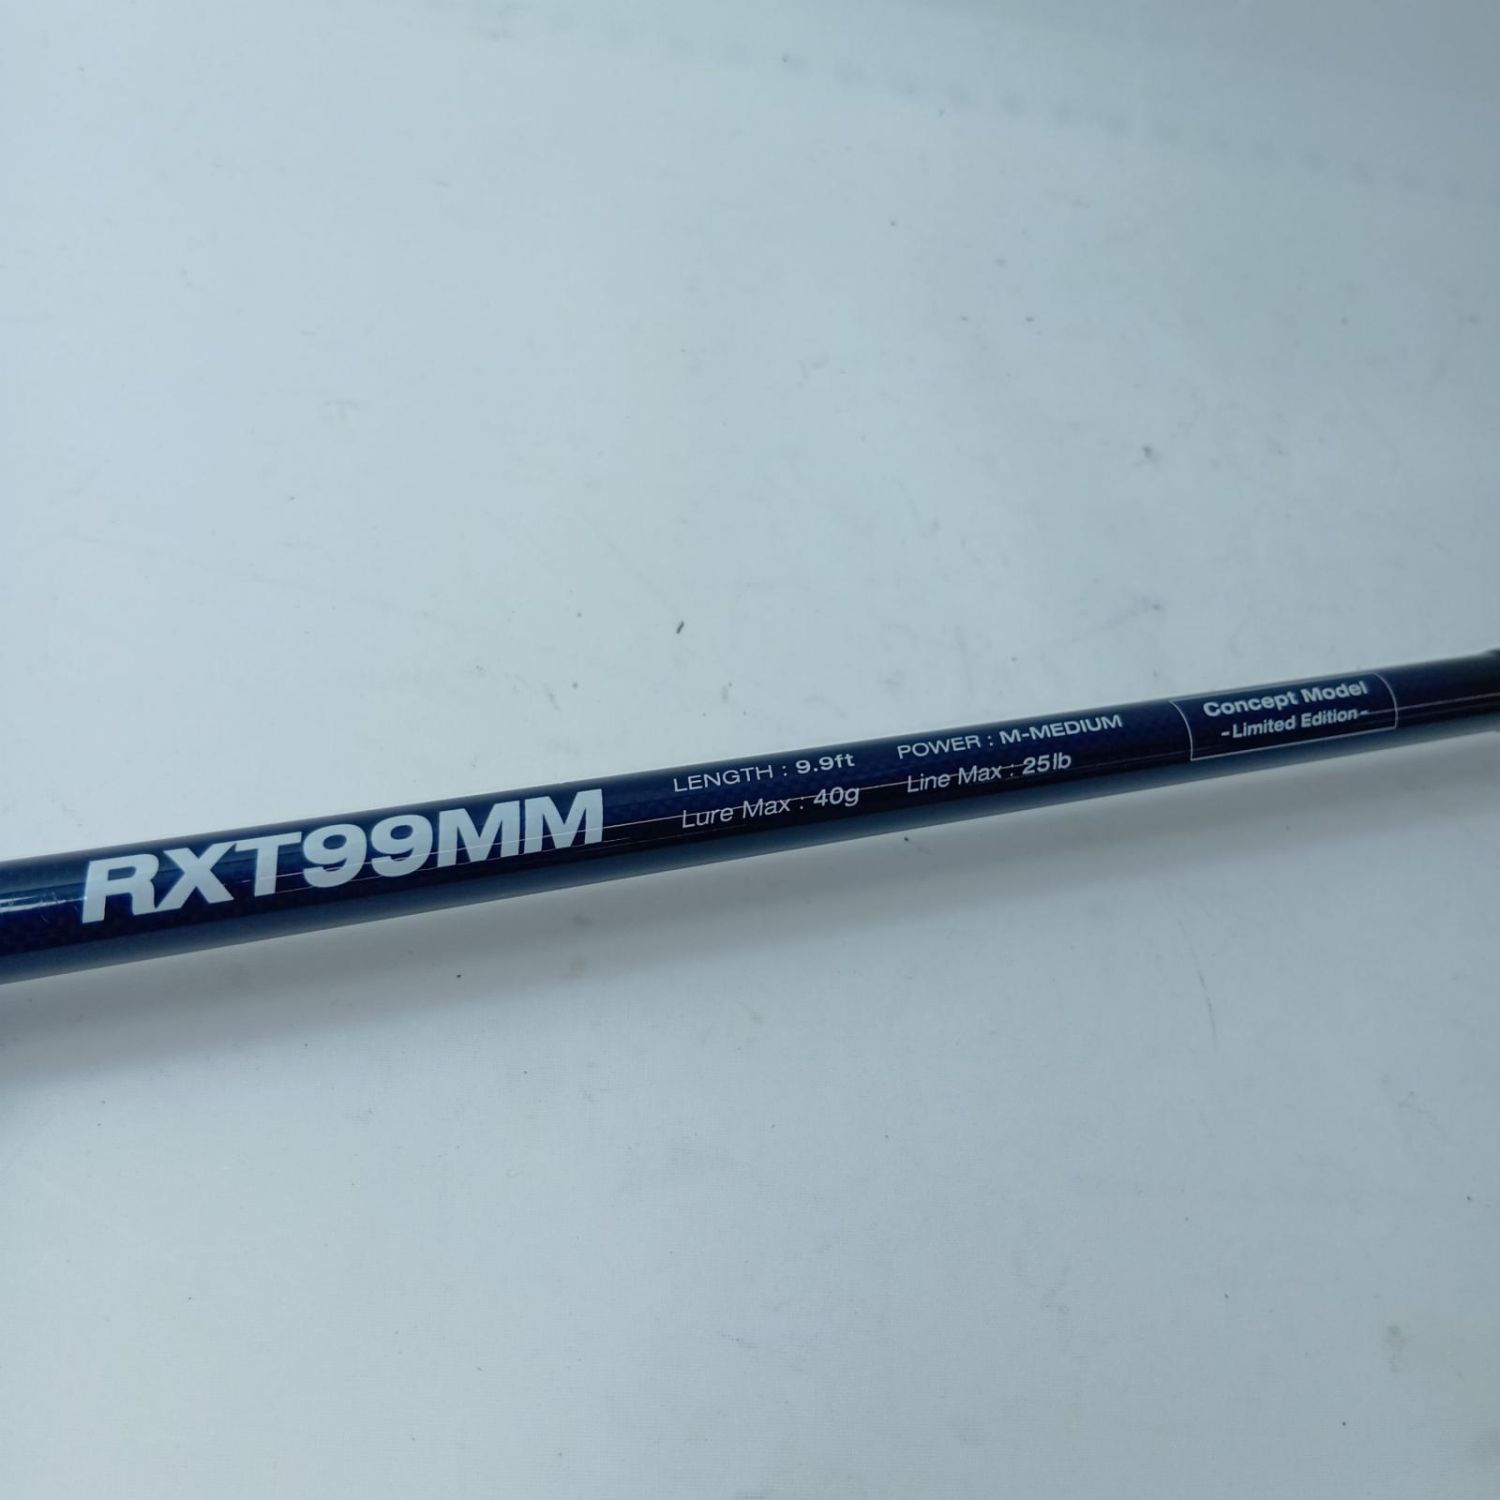 RXT99MM
LENGTH : 9.9ft
Lure Max : 40g
POWER : M-MEDIUM
Line Max : 25lb
Concept Model
-Limited Edition-